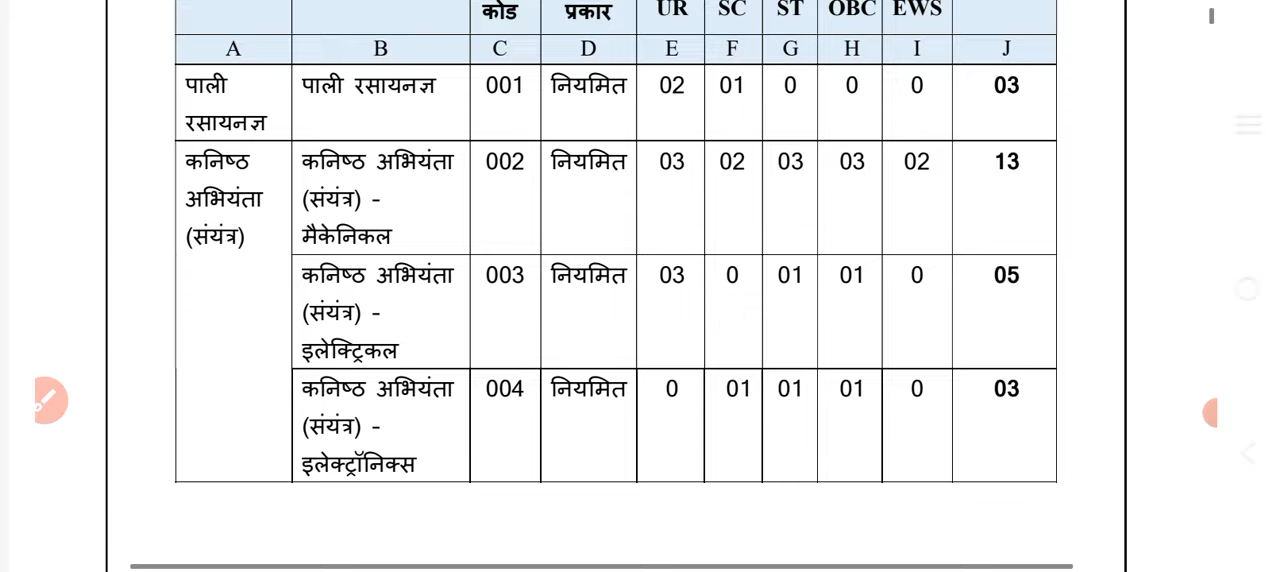 कोड प्रकार UR SC ST OBC EWS
A B C D E F G H I J
पाली पाली रसायनज्ञ 001 नियमित 02 01 0 0 0 03
रसायनज्ञ
कनिष्ठ कनिष्ठ अभियंता 002 नियमित 03 02 03 03 02 13
अभियंता (संयंत्र) -
(संयंत्र) मैकेनिकल
कनिष्ठ अभियंता 003 नियमित 03 0 01 01 0 05
(संयंत्र) -
इलेक्ट्रिकल
कनिष्ठ अभियंता 004 नियमित 0 01 01 01 0 03
(संयंत्र) -
इलेक्ट्रॉनिक्स